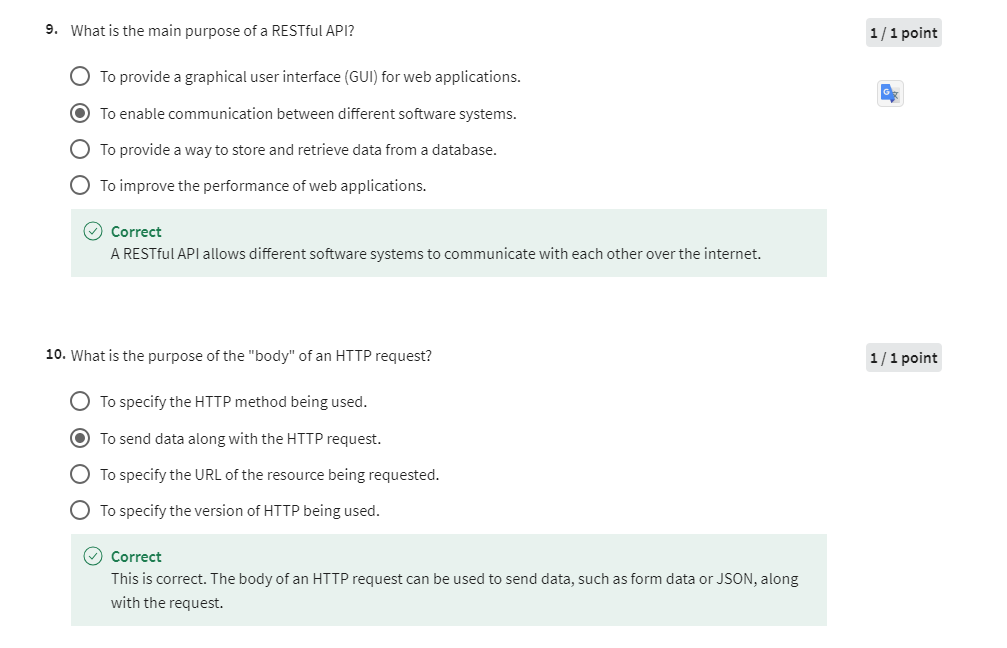 9. What is the main purpose of a RESTful API?
1 / 1 point
To provide a graphical user interface (GUI) for web applications.
To enable communication between different software systems.
To provide a way to store and retrieve data from a database.
To improve the performance of web applications.
Correct
A RESTful API allows different software systems to communicate with each other over the internet.
10. What is the purpose of the "body" of an HTTP request?
1 / 1 point
To specify the HTTP method being used.
To send data along with the HTTP request.
To specify the URL of the resource being requested.
To specify the version of HTTP being used.
Correct
This is correct. The body of an HTTP request can be used to send data, such as form data or JSON, along
with the request.